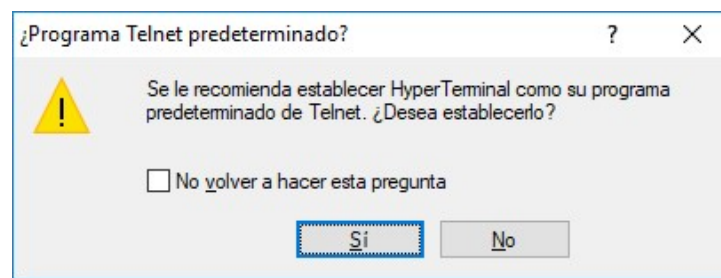 ¿Programa Telnet predeterminado?
Se le recomienda establecer HyperTerminal como su programa
predeterminado de Telnet. ¿Desea establecerlo?
No volver a hacer esta pregunta
Sí No